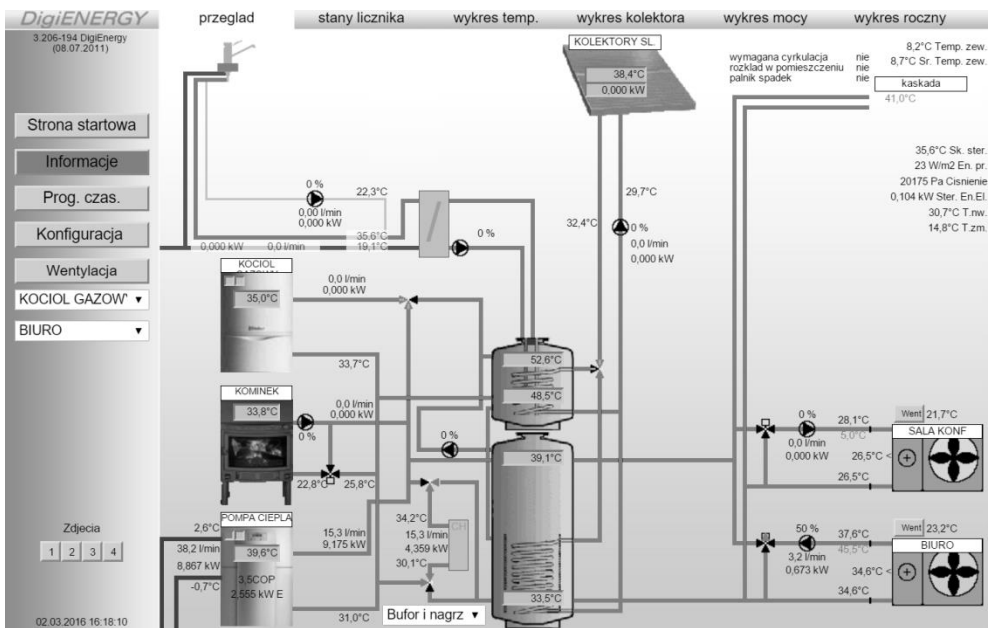 DigiENERGY
3.206-194 DigiEnergy
(08.07.2011)
przeglad
stany licznika
wykres temp.
wykres kolektora
wykres mocy
wykres roczny
Strona startowa
Informacje
Prog. czas.
Konfiguracja
Wentylacja
KOCIOL GAZOWY
BIURO
Zdjecia
1 2 3 4
02.03.2016 16:18:10
KOLEKTORY SL.
38,4°C
0,000 kW
wymagana cyrkulacja nie
rozklad w pomieszczeniu nie
palnik spadek nie
8,2°C Temp. zew.
8,7°C Sr. Temp. zew.
kaskada
41,0°C
35,6°C Sk. ster.
23 W/m2 En. pr.
20175 Pa Cisnienie
0,104 kW Ster. En.El.
30,7°C T.nw.
14,8°C T.zm.
0 %
22,3°C
0,00 l/min
0,000 kW
35,6°C
0,000 kW 0,0 l/min 19,1°C
0 %
29,7°C
32,4°C
0 %
0,0 l/min
0,000 kW
KOCIOL
35,0°C
0,0 l/min
0,000 kW
33,7°C
KOMINEK
33,8°C
0,0 l/min
0,000 kW
0 %
22,8°C 25,8°C
52,6°C
48,5°C
0 %
39,1°C
33,5°C
POMPA CIEPLA
2,6°C
38,2 l/min
8,867 kW
-0,7°C
39,6°C
3,5COP
2,555 kW E
15,3 l/min
9,175 kW
31,0°C
34,2°C
CH
15,3 l/min
4,359 kW
30,1°C
Bufor i nagrz
0 %
28,1°C
Went 21,7°C
5,0°C
SALA KONF
0,0 l/min
0,000 kW
26,5°C <
26,5°C
50 %
37,6°C
Went 23,2°C
45,5°C
BIURO
3,2 l/min
0,673 kW
34,6°C <
34,6°C